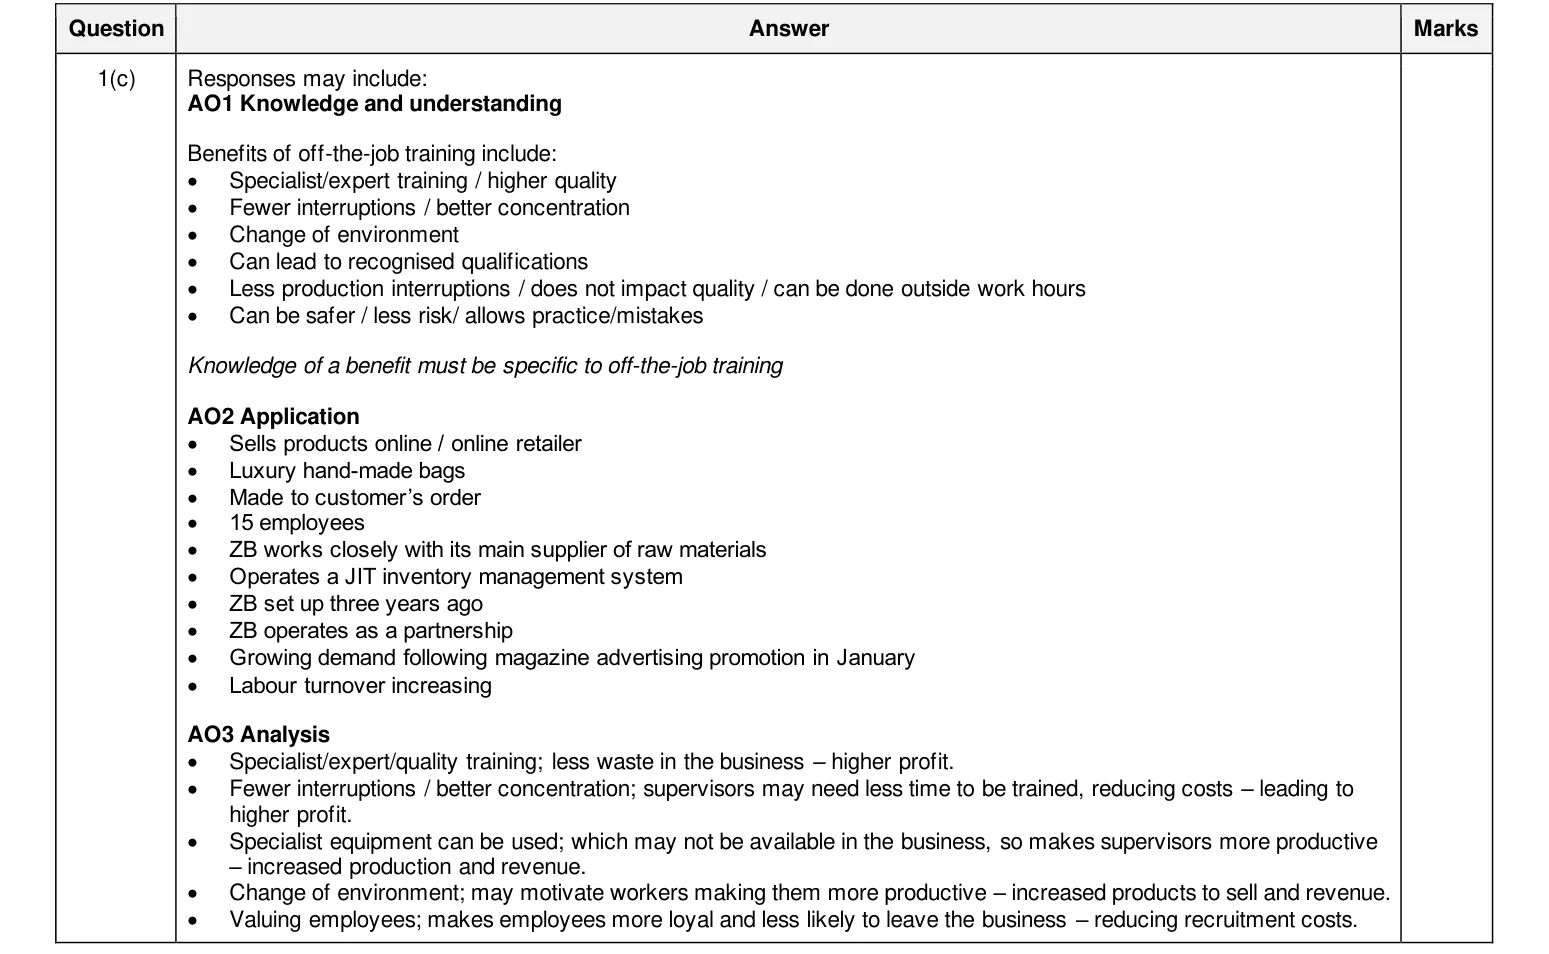 Question Answer Marks
1(c) Responses may include:
AO1 Knowledge and understanding
Benefits of off-the-job training include:
• Specialist/expert training / higher quality
• Fewer interruptions / better concentration
• Change of environment
• Can lead to recognised qualifications
• Less production interruptions / does not impact quality / can be done outside work hours
• Can be safer / less risk/ allows practice/mistakes
Knowledge of a benefit must be specific to off-the-job training
AO2 Application
• Sells products online / online retailer
• Luxury hand-made bags
• Made to customer’s order
• 15 employees
• ZB works closely with its main supplier of raw materials
• Operates a JIT inventory management system
• ZB set up three years ago
• ZB operates as a partnership
• Growing demand following magazine advertising promotion in January
• Labour turnover increasing
AO3 Analysis
• Specialist/expert/quality training; less waste in the business – higher profit.
• Fewer interruptions / better concentration; supervisors may need less time to be trained, reducing costs – leading to
higher profit.
• Specialist equipment can be used; which may not be available in the business, so makes supervisors more productive
– increased production and revenue.
• Change of environment; may motivate workers making them more productive – increased products to sell and revenue.
• Valuing employees; makes employees more loyal and less likely to leave the business – reducing recruitment costs.